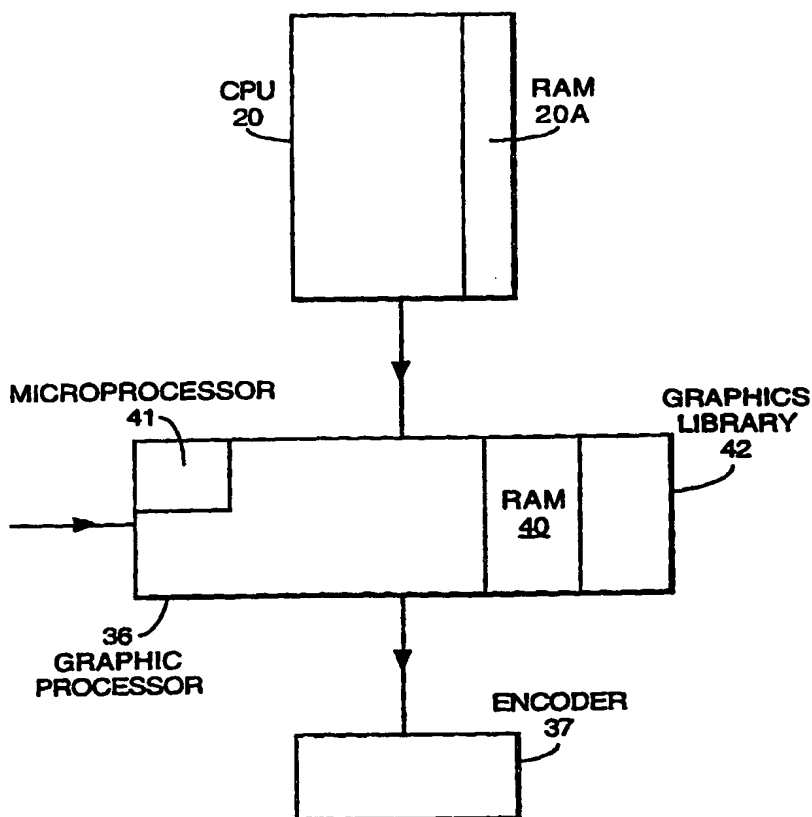 CPU
20
RAM
20A
MICROPROCESSOR
41
GRAPHICS
LIBRARY
42
RAM
40
36
GRAPHIC
PROCESSOR
ENCODER
37